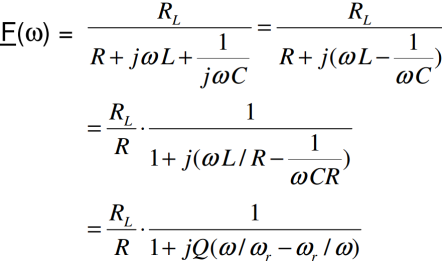 F(ω) = R_L / (R + jωL + 1/(jωC)) = R_L / (R + j(ωL − 1/(ωC)))
= R_L/R · 1 / (1 + j(ωL / R − 1/(ωCR)))
= R_L/R · 1 / (1 + jQ(ω / ω_r − ω_r / ω))